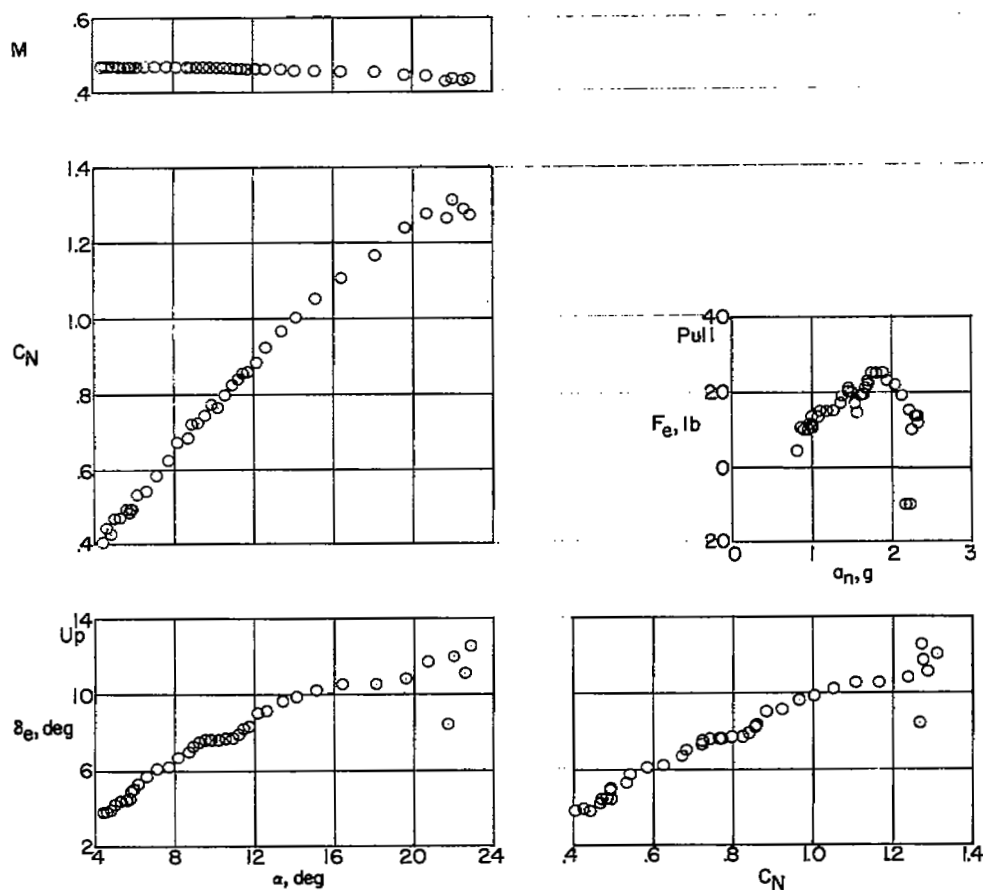 M
.6
.4
1.4
1.2
1.0
.8
.6
.4
C_N
40
20
0
20
Pull
F_e, lb
0 1 2 3
a_n, g
14
10
6
2
Up
δ_e, deg
4 8 12 16 20 24
α, deg
.4 .6 .8 1.0 1.2 1.4
C_N